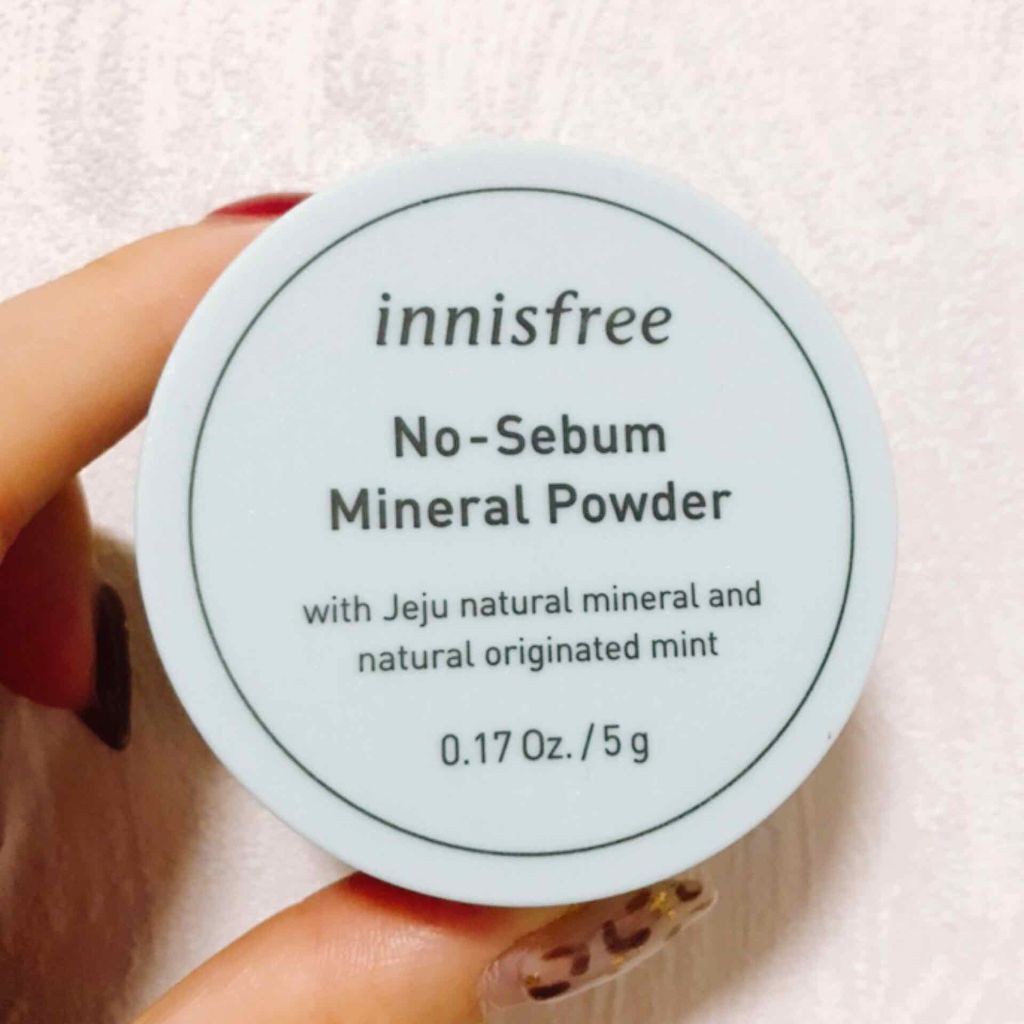 innisfree
No-Sebum
Mineral Powder
with Jeju natural mineral and
natural originated mint
0.17 Oz./5 g